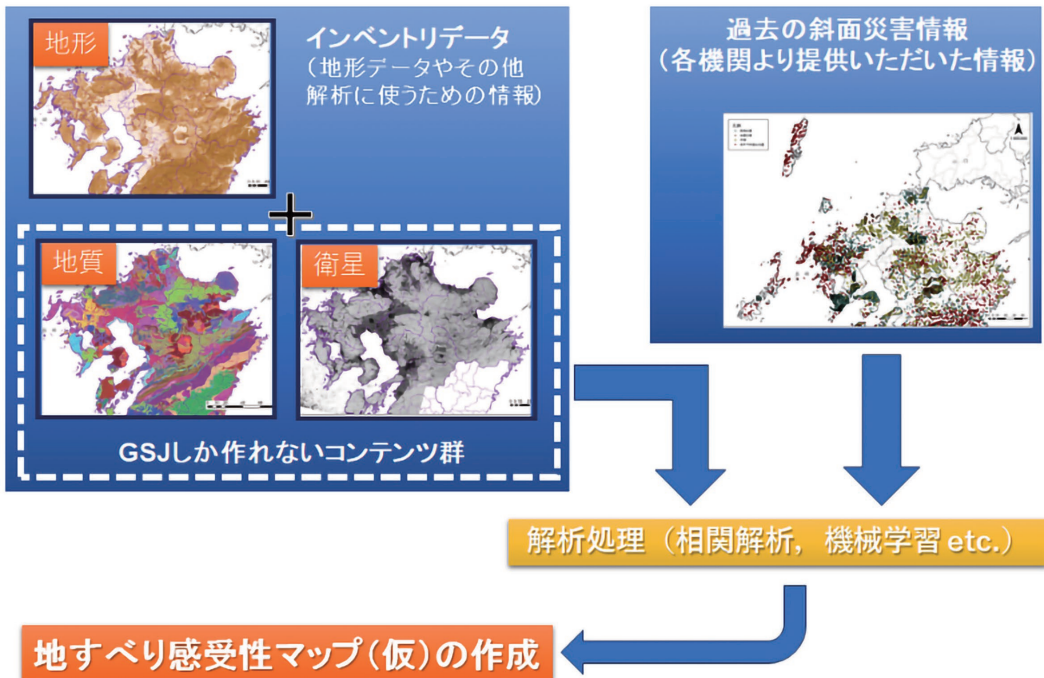 地形
インベントリデータ
（地形データやその他
解析に使うための情報）
地質
衛星
GSJしか作れないコンテンツ群
過去の斜面災害情報
（各機関より提供いただいた情報）
解析処理（相関解析，機械学習 etc.）
地すべり感受性マップ（仮）の作成